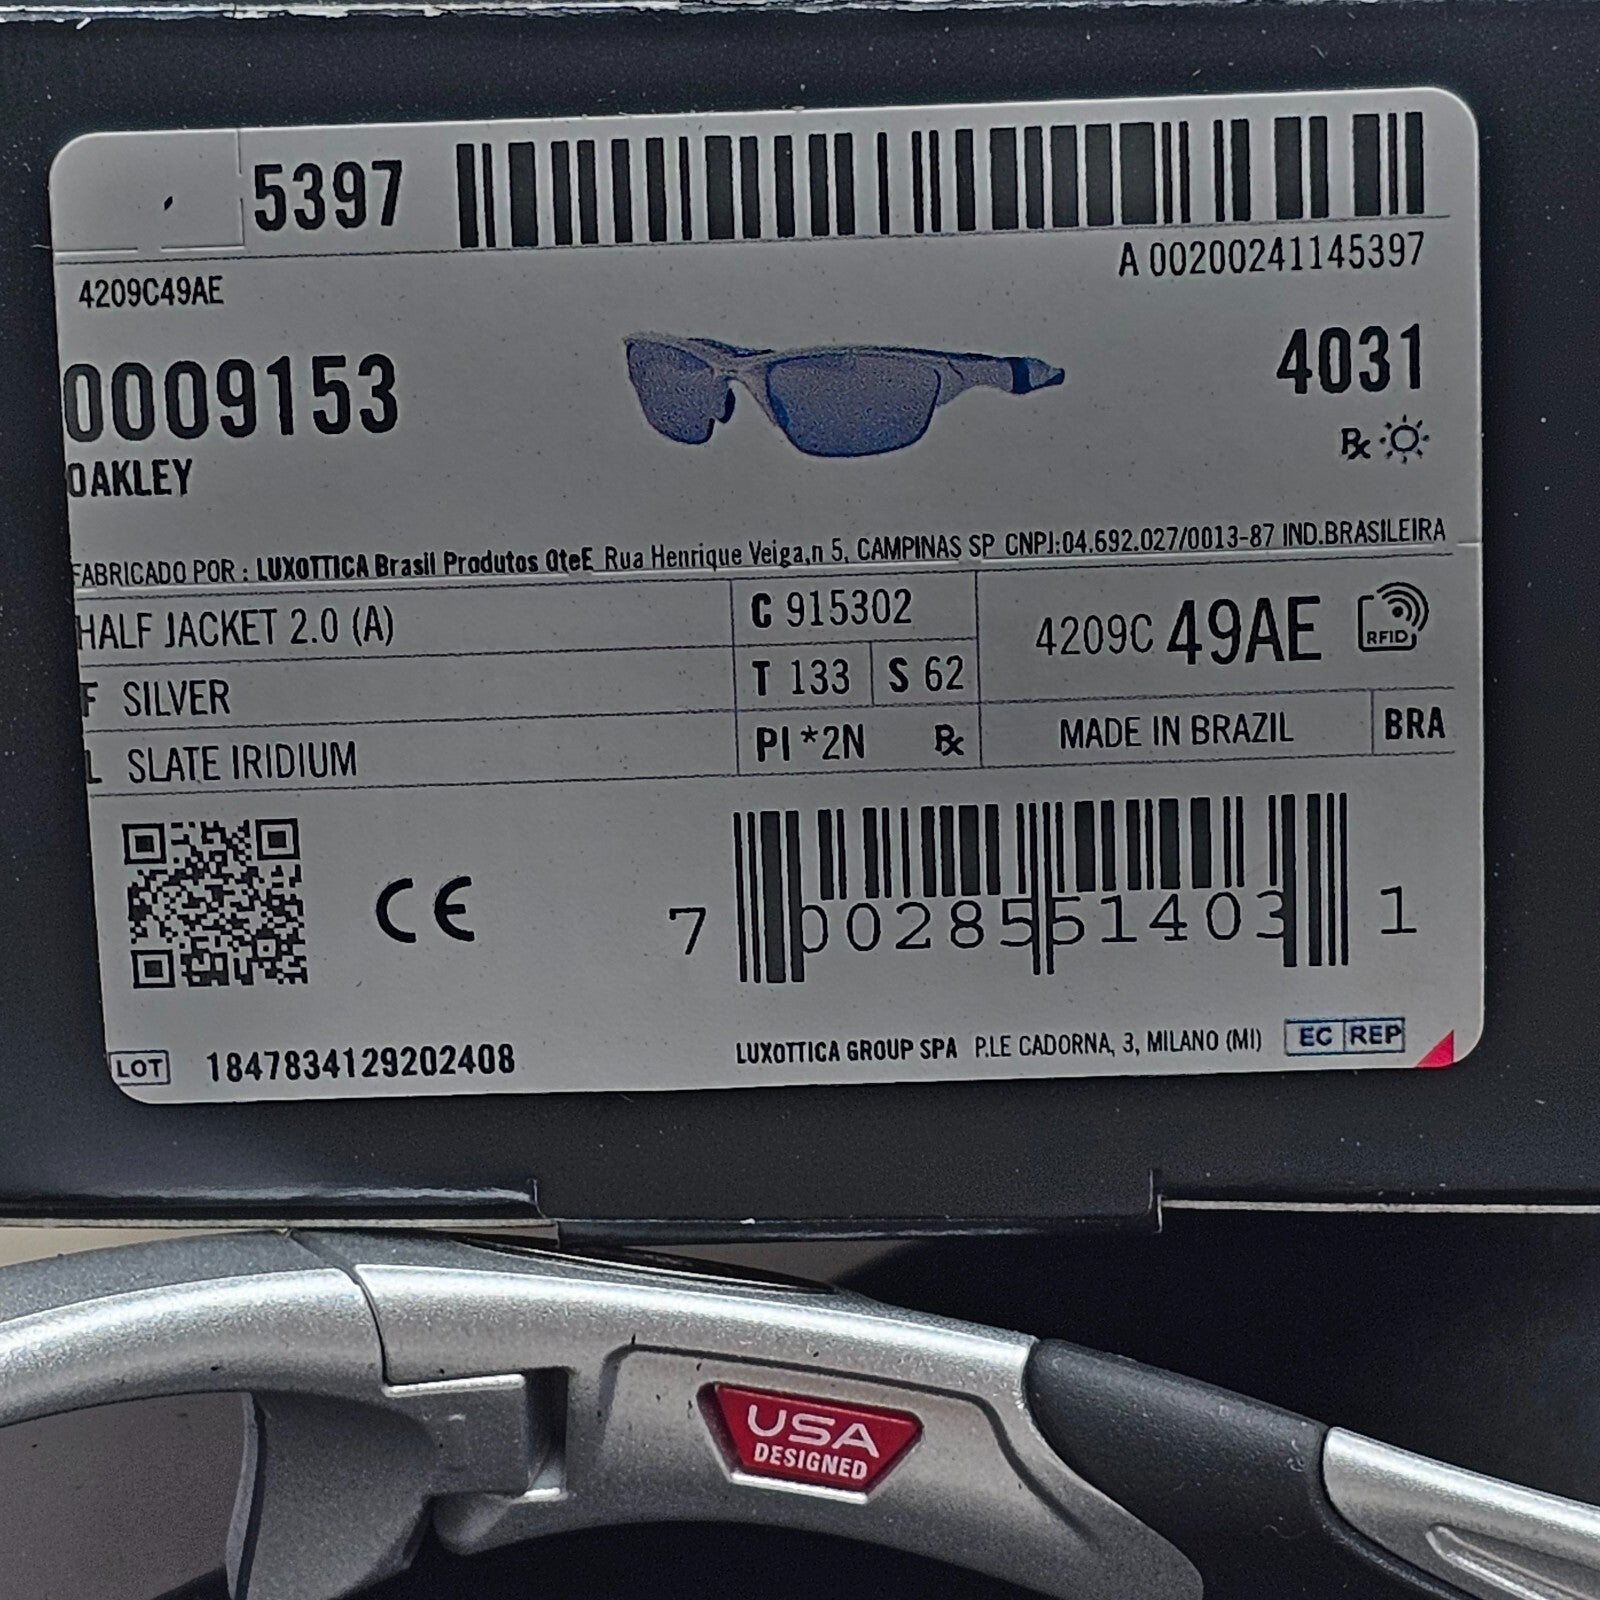 5397
A 00200241145397
4209C49AE
0009153
4031
OAKLEY
Rx
FABRICADO POR : LUXOTTICA Brasil Produtos OteE Rua Henrique Veiga,n 5, CAMPINAS SP CNPJ:04.692.027/0013-87 IND.BRASILEIRA
HALF JACKET 2.0 (A)
C 915302
4209C 49AE
RFID
F SILVER
T 133
S 62
L SLATE IRIDIUM
PI *2N Rx
MADE IN BRAZIL
BRA
CE
7 00285 51403 1
LOT 1847834129202408
LUXOTTICA GROUP SPA P.LE CADORNA, 3, MILANO (MI)
EC REP
USA
DESIGNED